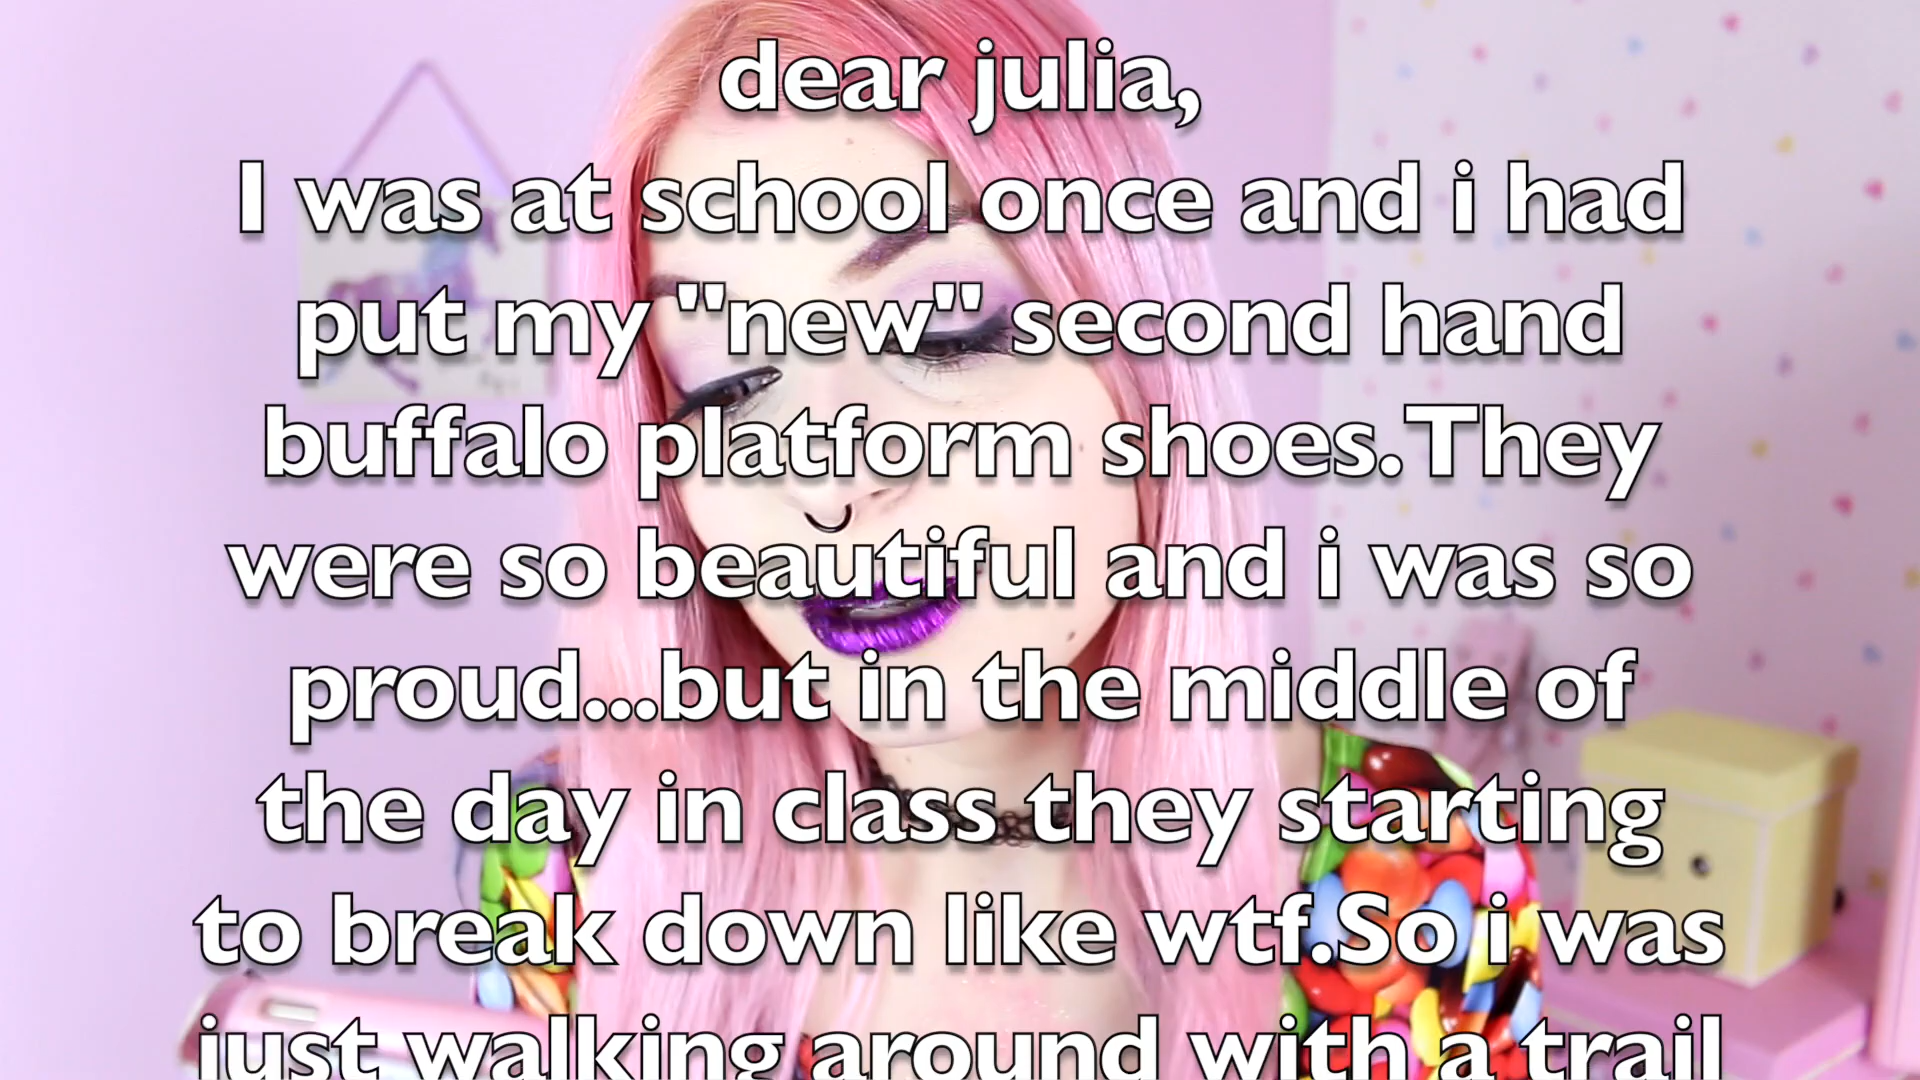 dear julia,
I was at school once and i had
put my "new" second hand
buffalo platform shoes.They
were so beautiful and i was so
proud...but in the middle of
the day in class they starting
to break down like wtf.So i was
just walking around with a trail